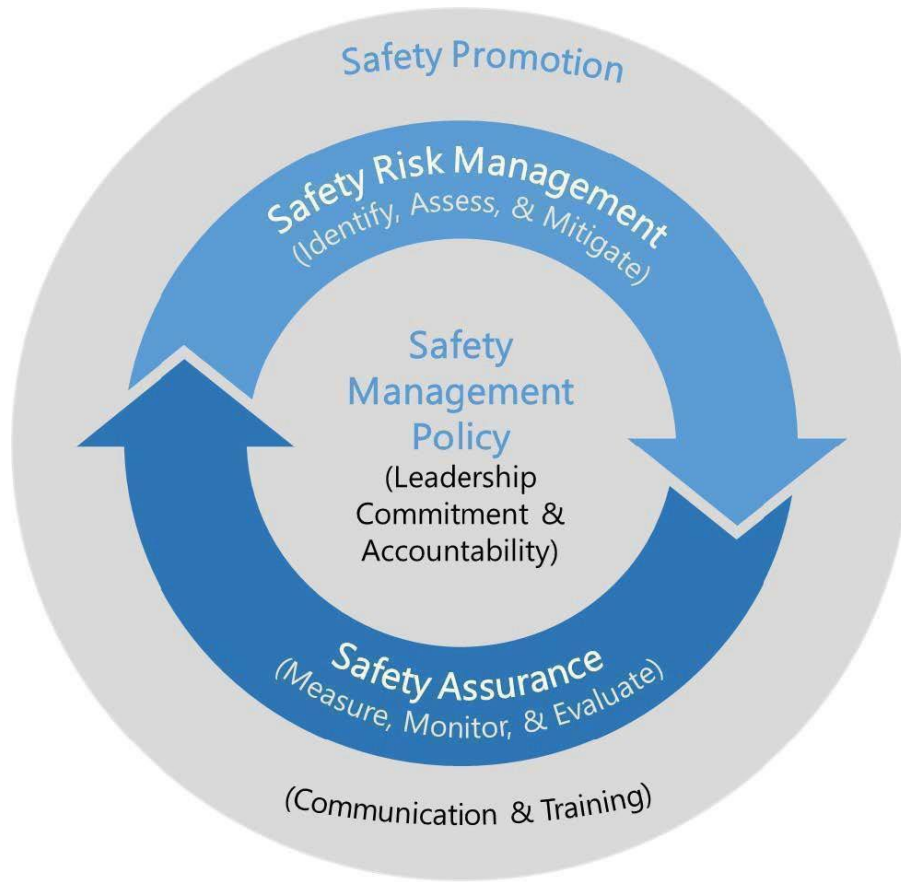 Safety Promotion
Safety Risk Management
(Identify, Assess, & Mitigate)
Safety
Management
Policy
(Leadership
Commitment &
Accountability)
Safety Assurance
(Measure, Monitor, & Evaluate)
(Communication & Training)